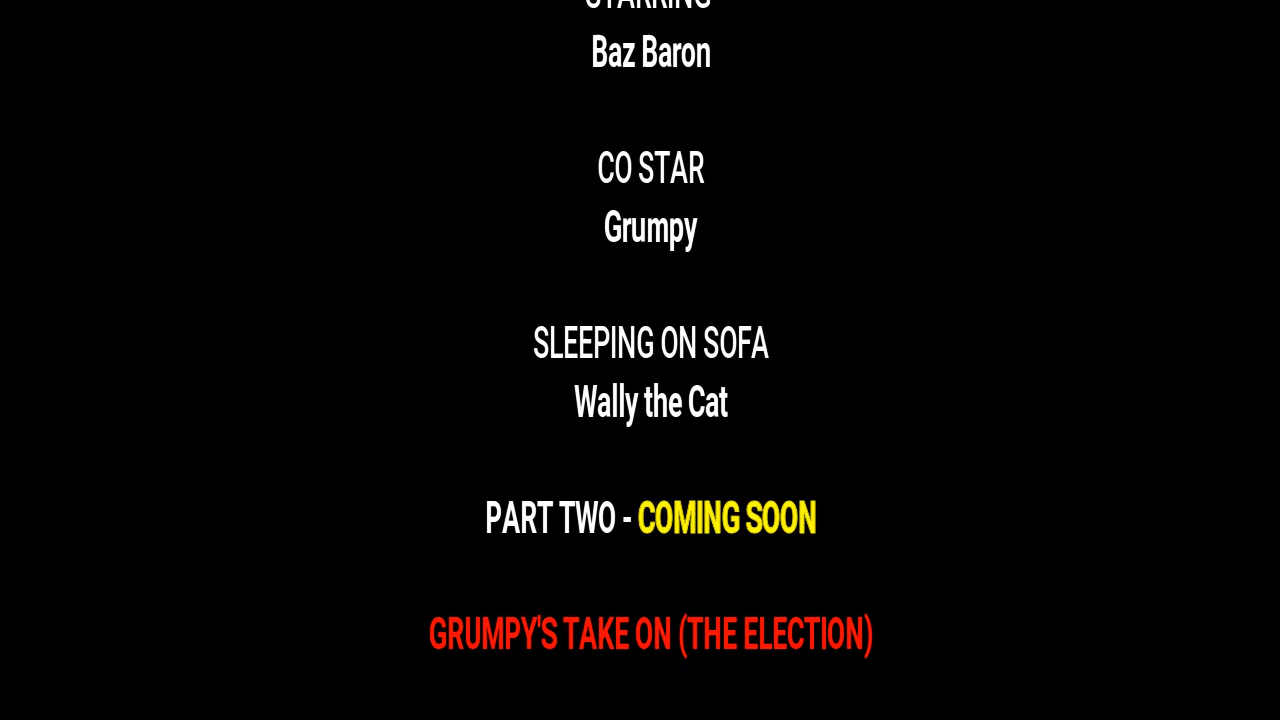 STARRING
Baz Baron
CO STAR
Grumpy
SLEEPING ON SOFA
Wally the Cat
PART TWO - COMING SOON
GRUMPY'S TAKE ON (THE ELECTION)